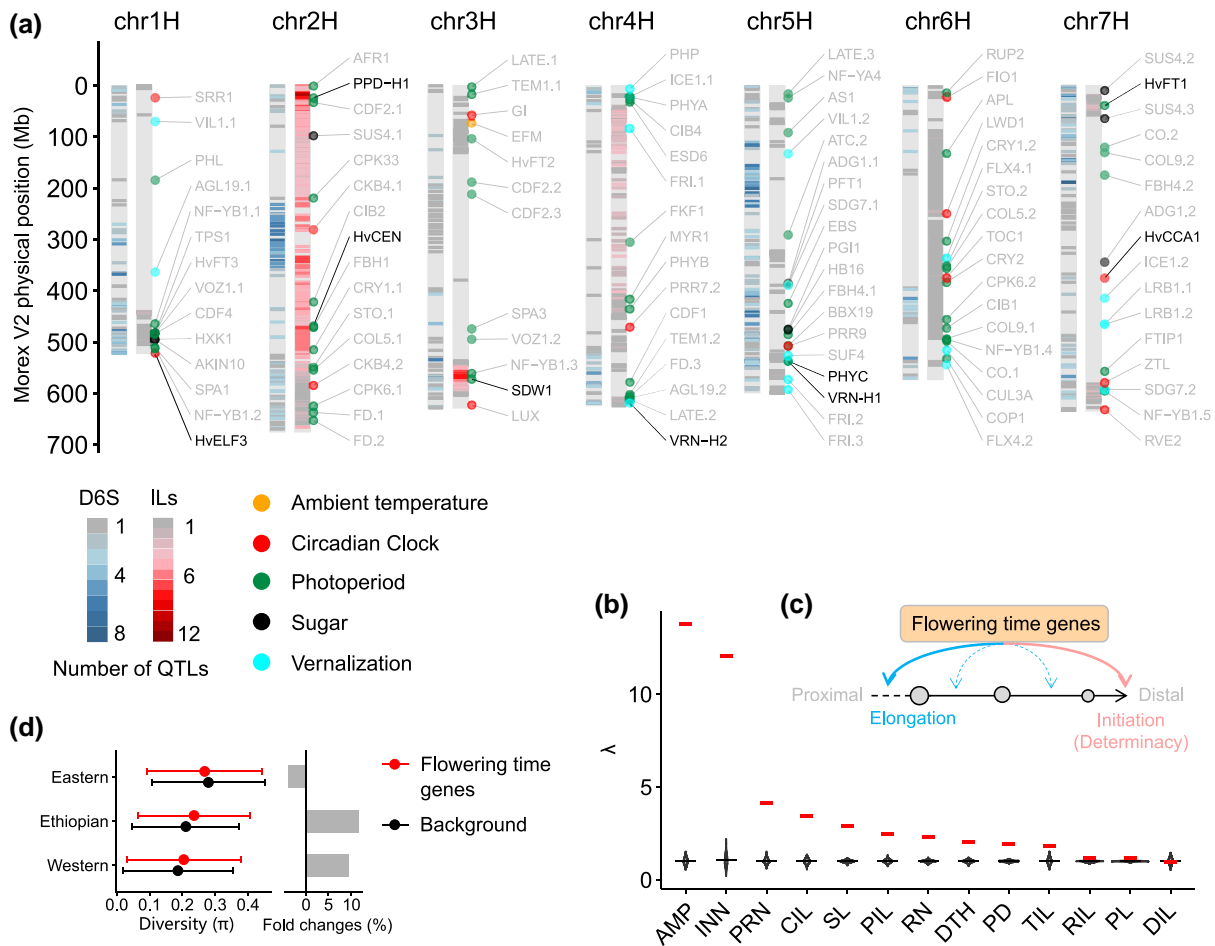 (a)
chr1H
chr2H
chr3H
chr4H
chr5H
chr6H
chr7H
Morex V2 physical position (Mb)
0
100
200
300
400
500
600
700
SRR1
VIL1.1
PHL
AGL19.1
NF−YB1.1
TPS1
HvFT3
VOZ1.1
CDF4
HXK1
AKIN10
SPA1
NF−YB1.2
HvELF3
AFR1
PPD−H1
CDF2.1
SUS4.1
CPK33
CKB4.1
CIB2
HvCEN
FBH1
CRY1.1
STO.1
COL5.1
CKB4.2
CPK6.1
FD.1
FD.2
LATE.1
TEM1.1
GI
EFM
HvFT2
CDF2.2
CDF2.3
SPA3
VOZ1.2
NF−YB1.3
SDW1
LUX
PHP
ICE1.1
PHYA
CIB4
ESD6
FRI.1
FKF1
MYR1
PHYB
PRR7.2
CDF1
TEM1.2
FD.3
AGL19.2
LATE.2
VRN−H2
LATE.3
NF−YA4
AS1
VIL1.2
ATC.2
ADG1.1
PFT1
SDG7.1
EBS
PGI1
HB16
FBH4.1
BBX19
PRR9
SUF4
PHYC
VRN−H1
FRI.2
FRI.3
RUP2
FIO1
APL
LWD1
CRY1.2
FLX4.1
STO.2
COL5.2
TOC1
CRY2
CPK6.2
CIB1
COL9.1
NF−YB1.4
CO.1
CUL3A
COP1
FLX4.2
SUS4.2
HvFT1
SUS4.3
CO.2
COL9.2
FBH4.2
ADG1.2
HvCCA1
ICE1.2
LRB1.1
LRB1.2
FTIP1
ZTL
SDG7.2
NF−YB1.5
RVE2
D6S
ILs
1
4
8
1
6
12
Number of QTLs
Ambient temperature
Circadian Clock
Photoperiod
Sugar
Vernalization
(b)
λ
10
5
0
AMP
INN
PRN
CIL
SL
PIL
RN
DTH
PD
TIL
RIL
PL
DIL
(c)
Flowering time genes
Proximal
Distal
Elongation
Initiation
(Determinacy)
(d)
Eastern
Ethiopian
Western
0.0 0.1 0.2 0.3 0.4
Diversity (π)
0 5 10
Fold changes (%)
Flowering time
genes
Background